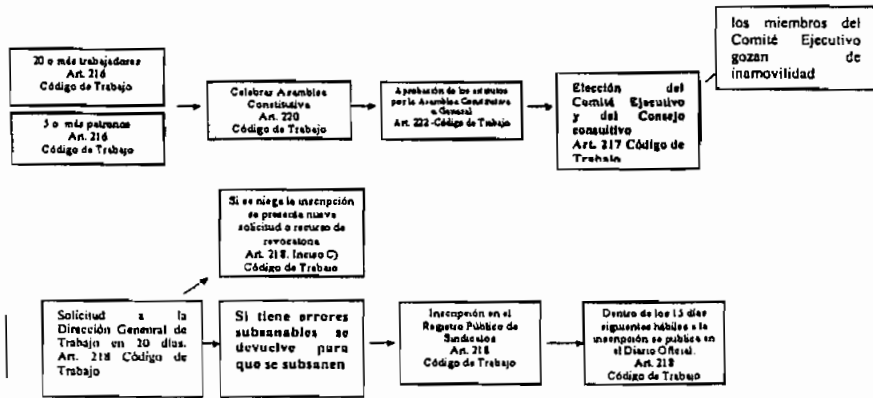 20 o más trabajadores
Art. 216
Código de Trabajo
5 o más patronos
Art. 216
Código de Trabajo
Celebrar Asamblea
Constitutiva
Art. 220
Código de Trabajo
Aprobación de los estatutos
por la Asamblea Constitutiva
o General
Art. 222 -Código de Trabajo
Elección del
Comité Ejecutivo
y del Consejo
consultivo
Art. 217 Código de
Trabajo
los miembros del
Comité Ejecutivo
gozan de
inamovilidad
Si se niega la inscripción
se presenta nueva
solicitud o recurso de
revocatoria
Art. 218. Inciso C)
Código de Trabajo
Solicitud a la
Dirección General de
Trabajo en 20 días.
Art. 218 Código de
Trabajo
Si tiene errores
subsanables se
devuelve para
que se subsanen
Inscripción en el
Registro Público de
Sindicatos
Art. 218
Código de Trabajo
Dentro de los 15 días
siguientes hábiles a la
inscripción se publica en
el Diario Oficial.
Art. 218
Código de Trabajo